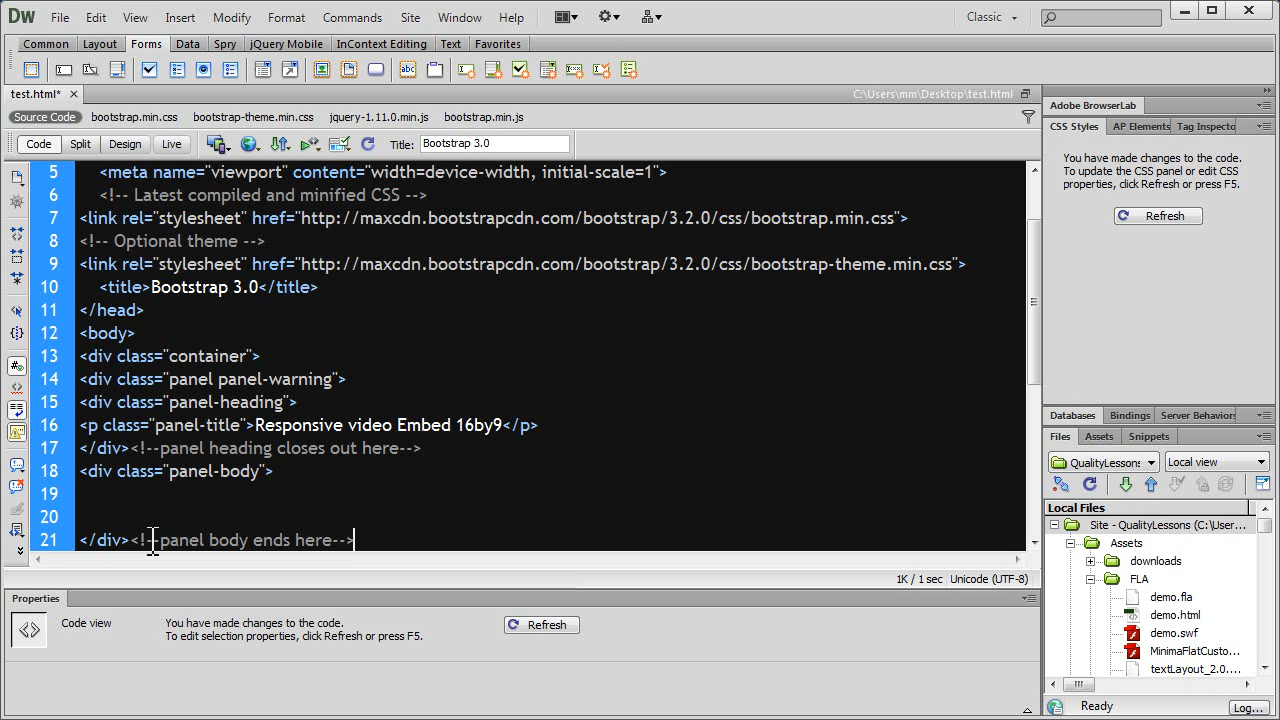 Dw File Edit View Insert Modify Format Commands Site Window Help Classic
Common Layout Forms Data Spry jQuery Mobile InContext Editing Text Favorites
abc
test.html* C:\Users\mm\Desktop\test.html
Source Code bootstrap.min.css bootstrap-theme.min.css jquery-1.11.0.min.js bootstrap.min.js
Code Split Design Live Title: Bootstrap 3.0
5 <meta name="viewport" content="width=device-width, initial-scale=1">
6 <!-- Latest compiled and minified CSS -->
7 <link rel="stylesheet" href="http://maxcdn.bootstrapcdn.com/bootstrap/3.2.0/css/bootstrap.min.css">
8 <!-- Optional theme -->
9 <link rel="stylesheet" href="http://maxcdn.bootstrapcdn.com/bootstrap/3.2.0/css/bootstrap-theme.min.css">
10 <title>Bootstrap 3.0</title>
11 </head>
12 <body>
13 <div class="container">
14 <div class="panel panel-warning">
15 <div class="panel-heading">
16 <p class="panel-title">Responsive video Embed 16by9</p>
17 </div><!--panel heading closes out here-->
18 <div class="panel-body">
19
20
21 </div><!--panel body ends here-->
1K / 1 sec Unicode (UTF-8)
Properties
Code view You have made changes to the code.
To edit selection properties, click Refresh or press F5.
Refresh
Adobe BrowserLab
CSS Styles AP Elements Tag Inspecto
You have made changes to the code.
To update the CSS panel or edit CSS
properties, click Refresh or press F5.
Refresh
Databases Bindings Server Behaviors
Files Assets Snippets
QualityLessons Local view
Local Files
Site - QualityLessons (C:\User...
Assets
downloads
FLA
demo.fla
demo.html
demo.swf
MinimaFlatCusto...
textLayout_2.0....
Ready Log...